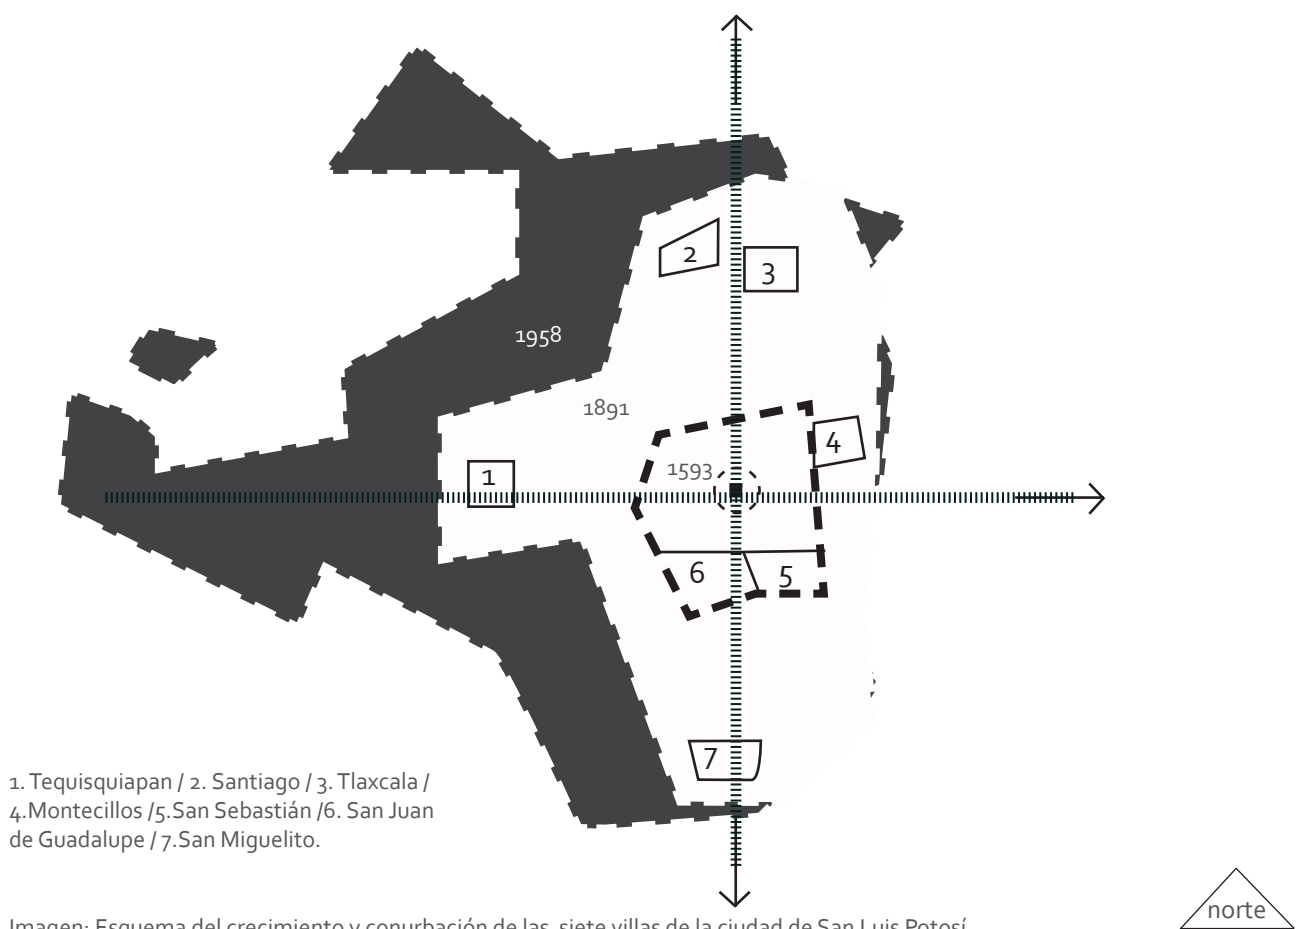 2
3
1958
1891
4
1593
1
6
5
7
1. Tequisquiapan / 2. Santiago / 3. Tlaxcala /
4.Montecillos /5.San Sebastián /6. San Juan
de Guadalupe / 7.San Miguelito.
norte
Imagen: Esquema del crecimiento y conurbación de las siete villas de la ciudad de San Luis Potosí